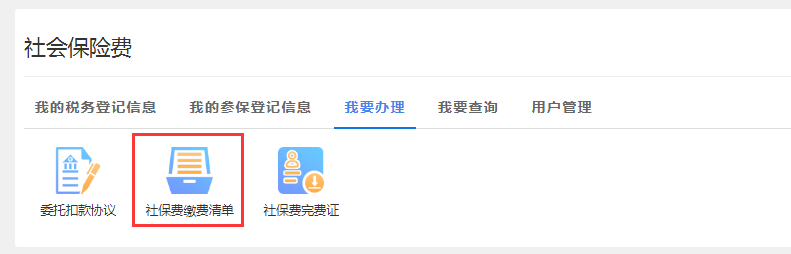 社会保险费
我的税务登记信息 我的参保登记信息 我要办理 我要查询 用户管理
委托扣款协议 社保费缴费清单 社保费完费证